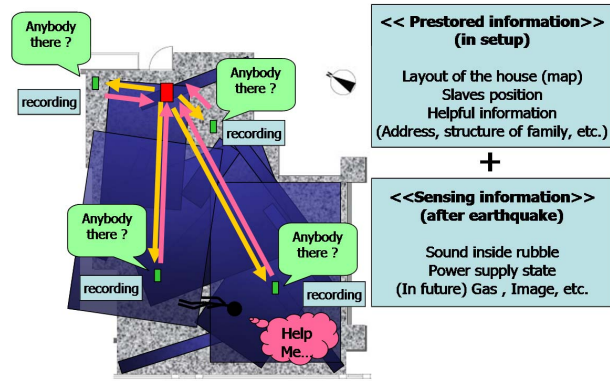 Anybody
there ?
recording
Anybody
there ?
recording
Anybody
there ?
recording
Anybody
there ?
recording
Help
Me...
<< Prestored information>>
(in setup)
Layout of the house (map)
Slaves position
Helpful information
(Address, structure of family, etc.)
+
<<Sensing information>>
(after earthquake)
Sound inside rubble
Power supply state
(In future) Gas , Image, etc.